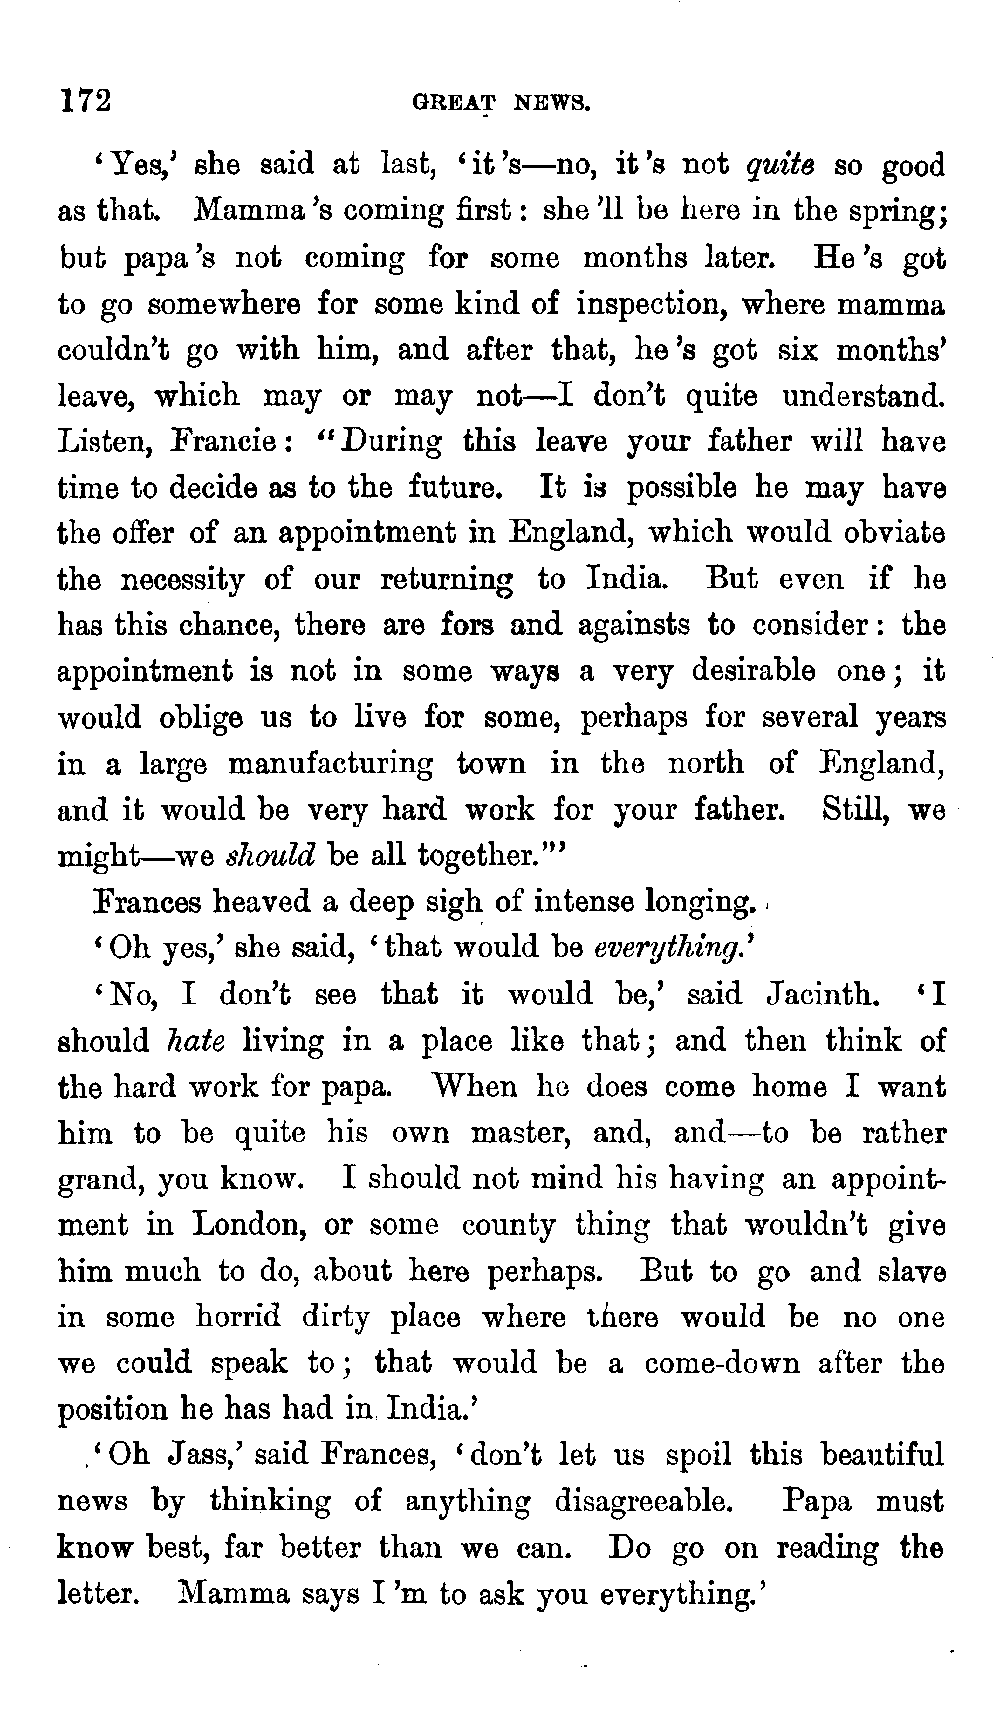 172 GREAT NEWS.
‘Yes,’ she said at last, ‘it’s—no, it’s not quite so good
as that. Mamma’s coming first: she’ll be here in the spring;
but papa’s not coming for some months later. He’s got
to go somewhere for some kind of inspection, where mamma
couldn’t go with him, and after that, he’s got six months’
leave, which may or may not—I don’t quite understand.
Listen, Francie: “During this leave your father will have
time to decide as to the future. It is possible he may have
the offer of an appointment in England, which would obviate
the necessity of our returning to India. But even if he
has this chance, there are fors and againsts to consider: the
appointment is not in some ways a very desirable one; it
would oblige us to live for some, perhaps for several years
in a large manufacturing town in the north of England,
and it would be very hard work for your father. Still, we
might—we should be all together.”’
Frances heaved a deep sigh of intense longing.
‘Oh yes,’ she said, ‘that would be everything.’
‘No, I don’t see that it would be,’ said Jacinth. ‘I
should hate living in a place like that; and then think of
the hard work for papa. When he does come home I want
him to be quite his own master, and, and—to be rather
grand, you know. I should not mind his having an appoint-
ment in London, or some county thing that wouldn’t give
him much to do, about here perhaps. But to go and slave
in some horrid dirty place where there would be no one
we could speak to; that would be a come-down after the
position he has had in India.’
‘Oh Jass,’ said Frances, ‘don’t let us spoil this beautiful
news by thinking of anything disagreeable. Papa must
know best, far better than we can. Do go on reading the
letter. Mamma says I’m to ask you everything.’